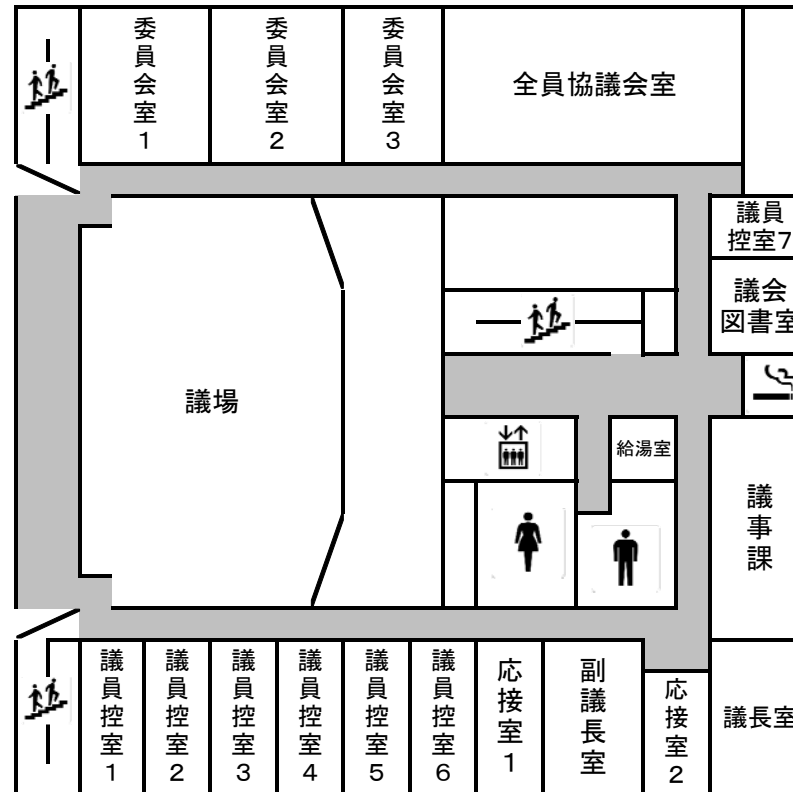 委員会室1
委員会室2
委員会室3
全員協議会室
議員
控室7
議会
図書室
議場
給湯室
議事課
議員控室1
議員控室2
議員控室3
議員控室4
議員控室5
議員控室6
応接室1
副議長室
応接室2
議長室